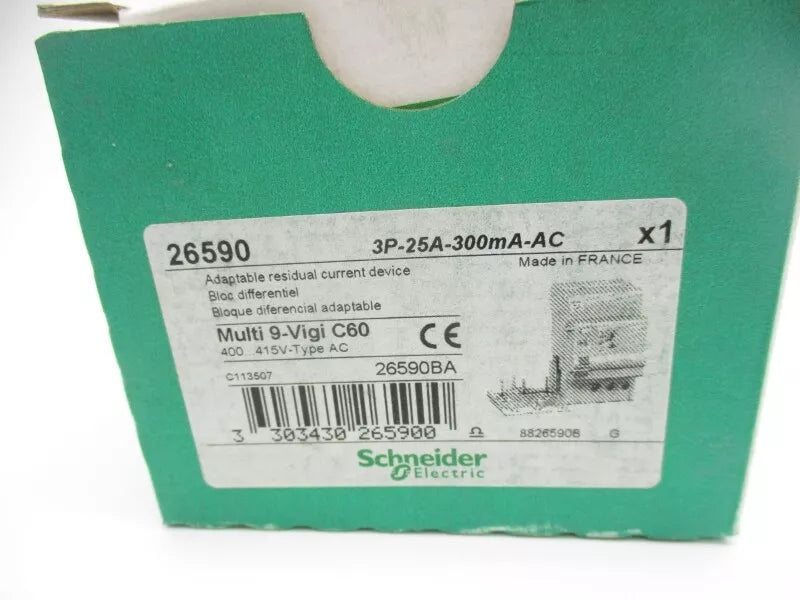 26590 3P-25A-300mA-AC x1
Made in FRANCE
Adaptable residual current device
Bloc differentiel
Bloque diferencial adaptable
Multi 9-Vigi C60 CE
400...415V-Type AC
C113507 26590BA
3 303430 265900 8826590B G
Schneider
Electric